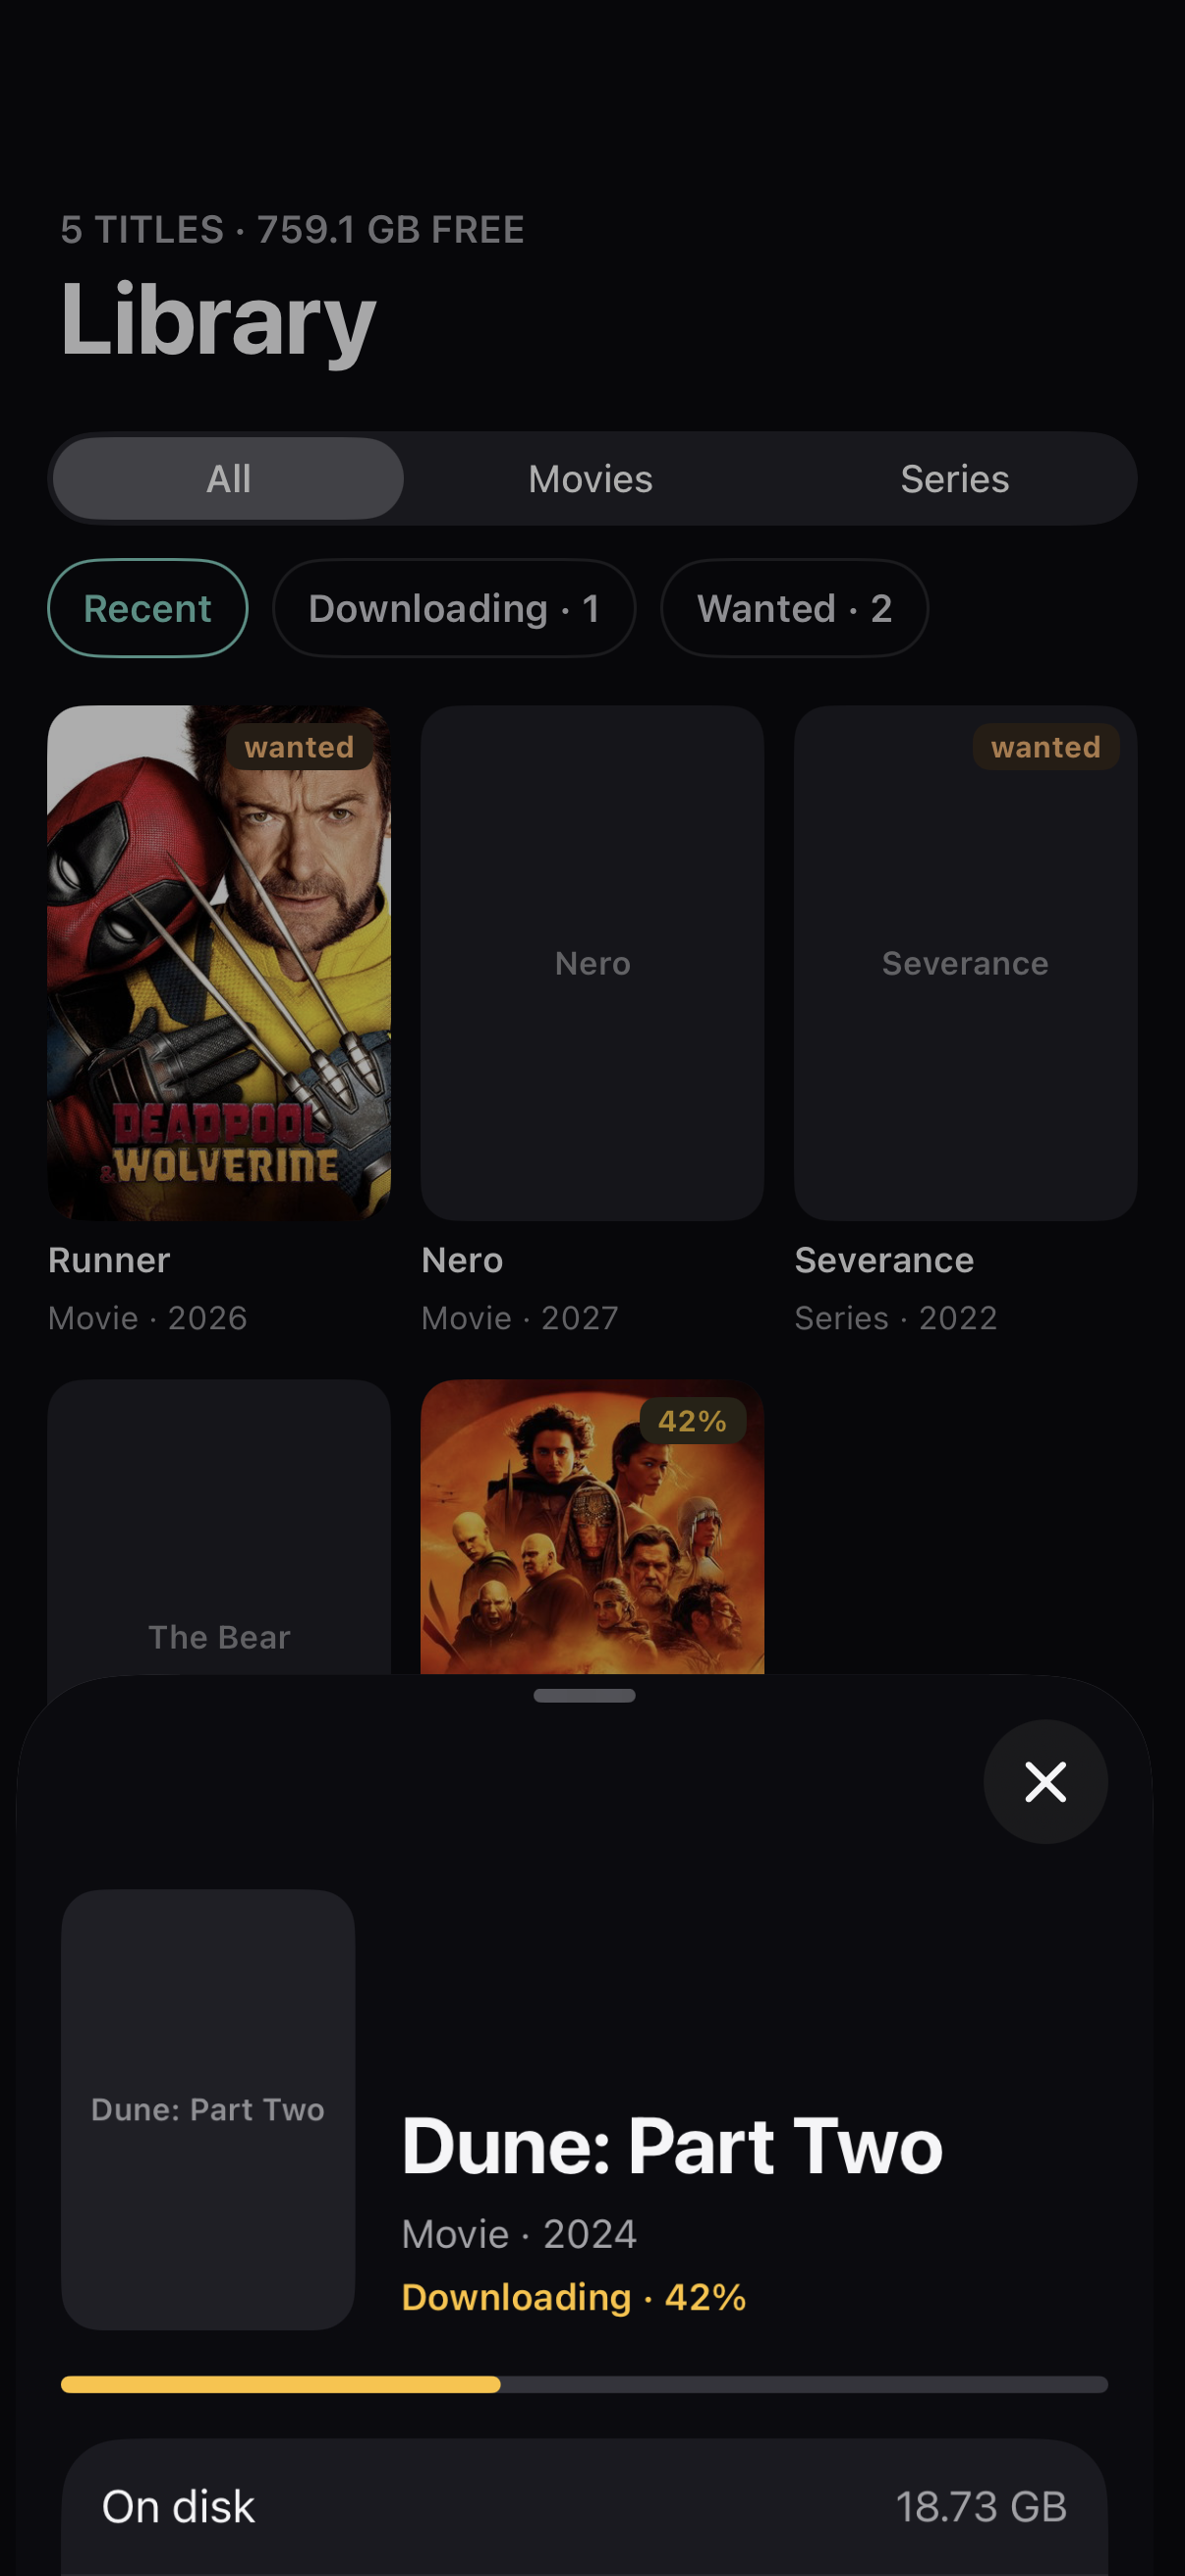 5 TITLES · 759.1 GB FREE
Library
All Movies Series
Recent Downloading · 1 Wanted · 2
wanted
wanted
DEADPOOL
&WOLVERINE
Nero
Severance
Runner Nero Severance
Movie · 2026 Movie · 2027 Series · 2022
42%
The Bear
Dune: Part Two
Dune: Part Two
Movie · 2024
Downloading · 42%
On disk 18.73 GB